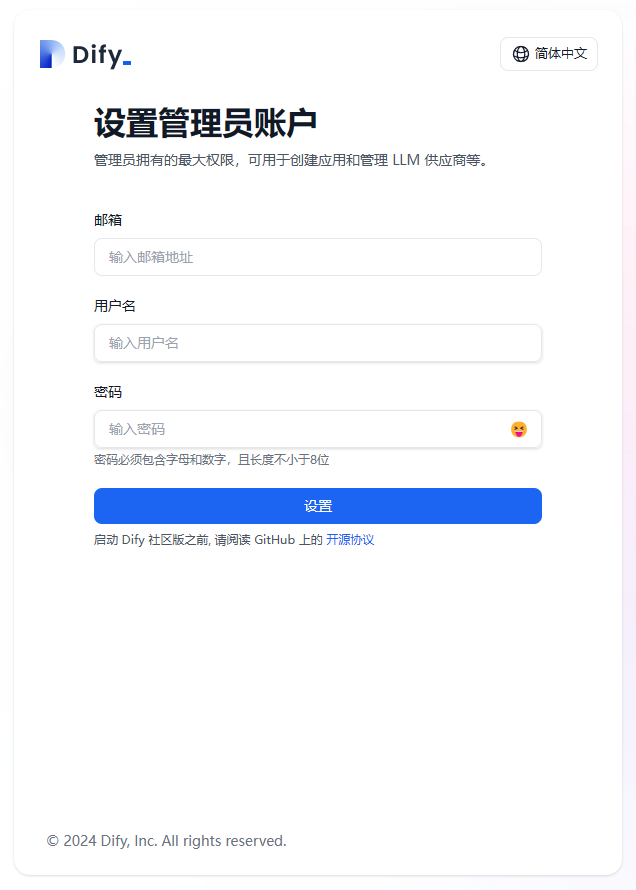 Dify_
简体中文
设置管理员账户
管理员拥有的最大权限，可用于创建应用和管理 LLM 供应商等。
邮箱
输入邮箱地址
用户名
输入用户名
密码
输入密码
密码必须包含字母和数字，且长度不小于8位
设置
启动 Dify 社区版之前, 请阅读 GitHub 上的 开源协议
© 2024 Dify, Inc. All rights reserved.